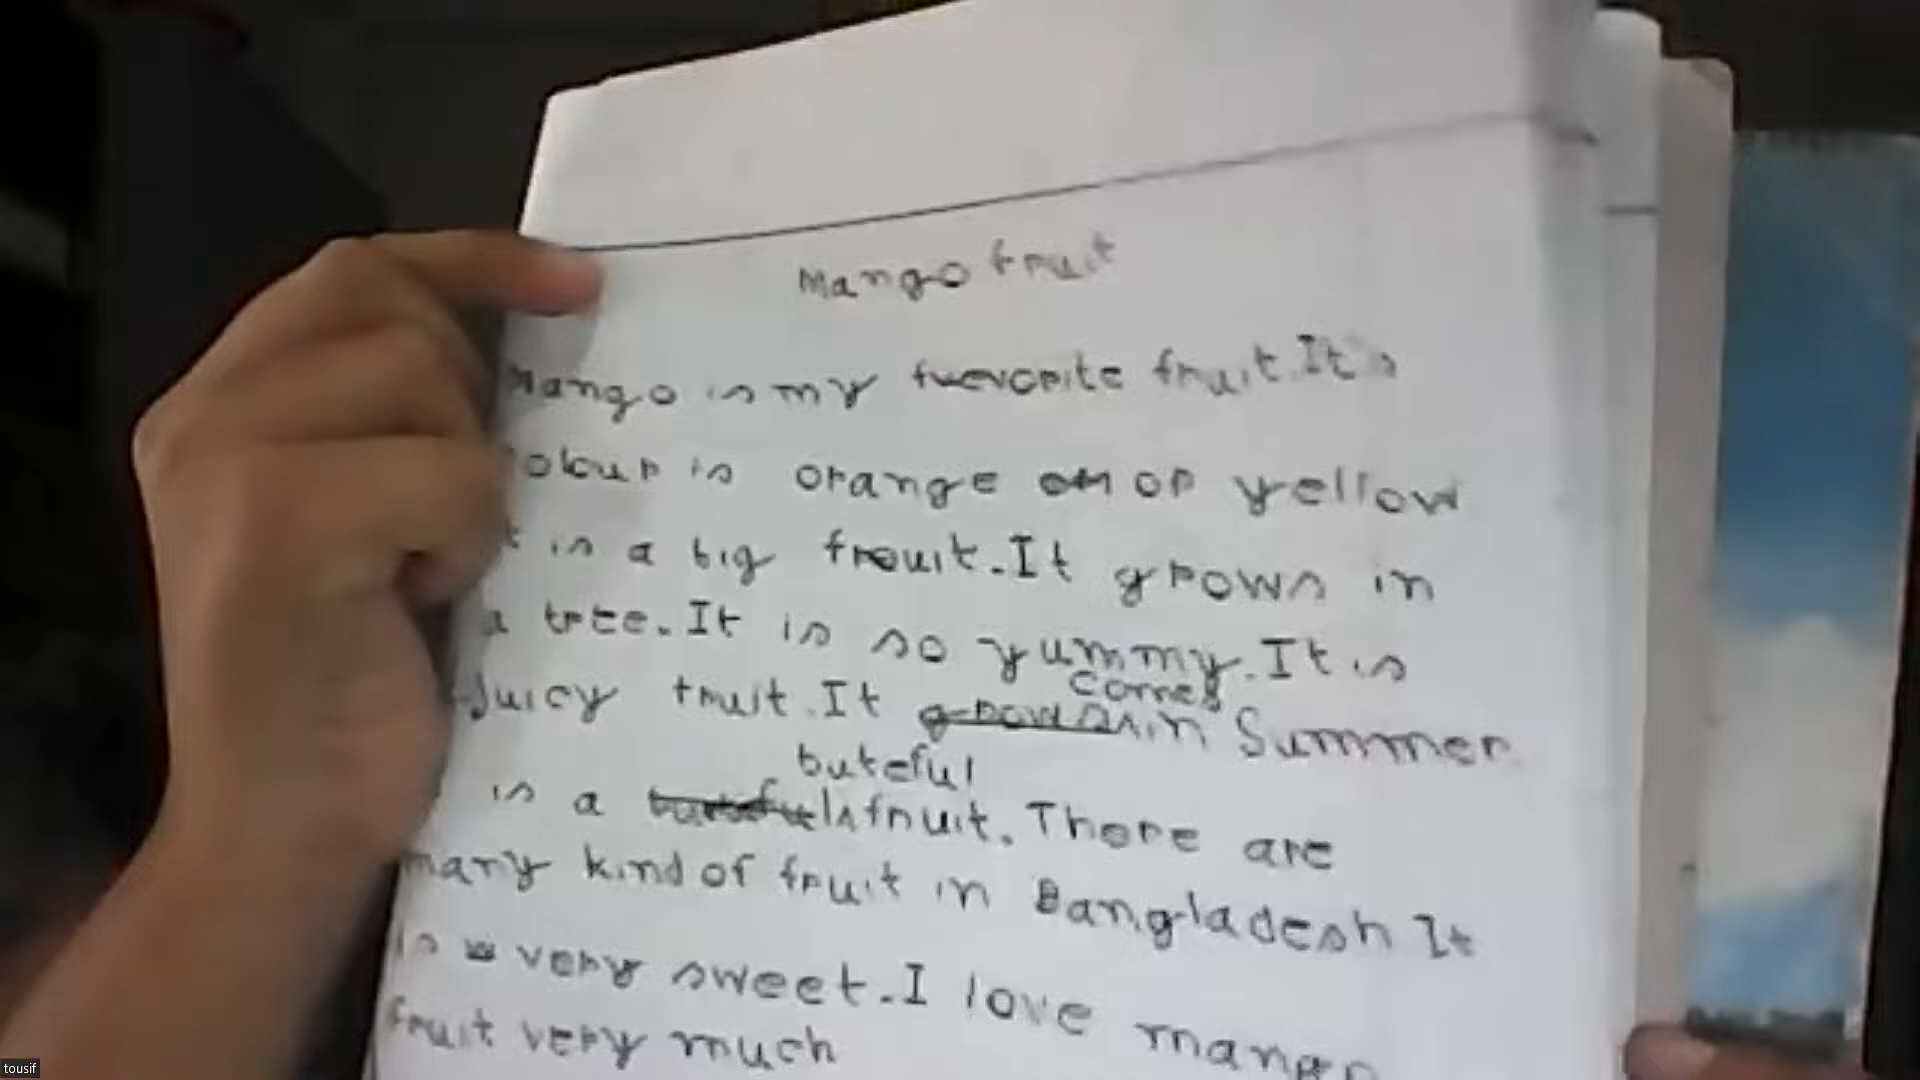 Mango fruit
Mango is my fuevorite fruit. It's
colour is orange or yellow
It is a big frouit. It grows in
a tree. It is so yummy. It is
Juicy fruit. It comes in Summer
buteful
is a fruit. There are
many kind of fruit in Bangladesh It
is very sweet. I love mango
fruit very much
tousif